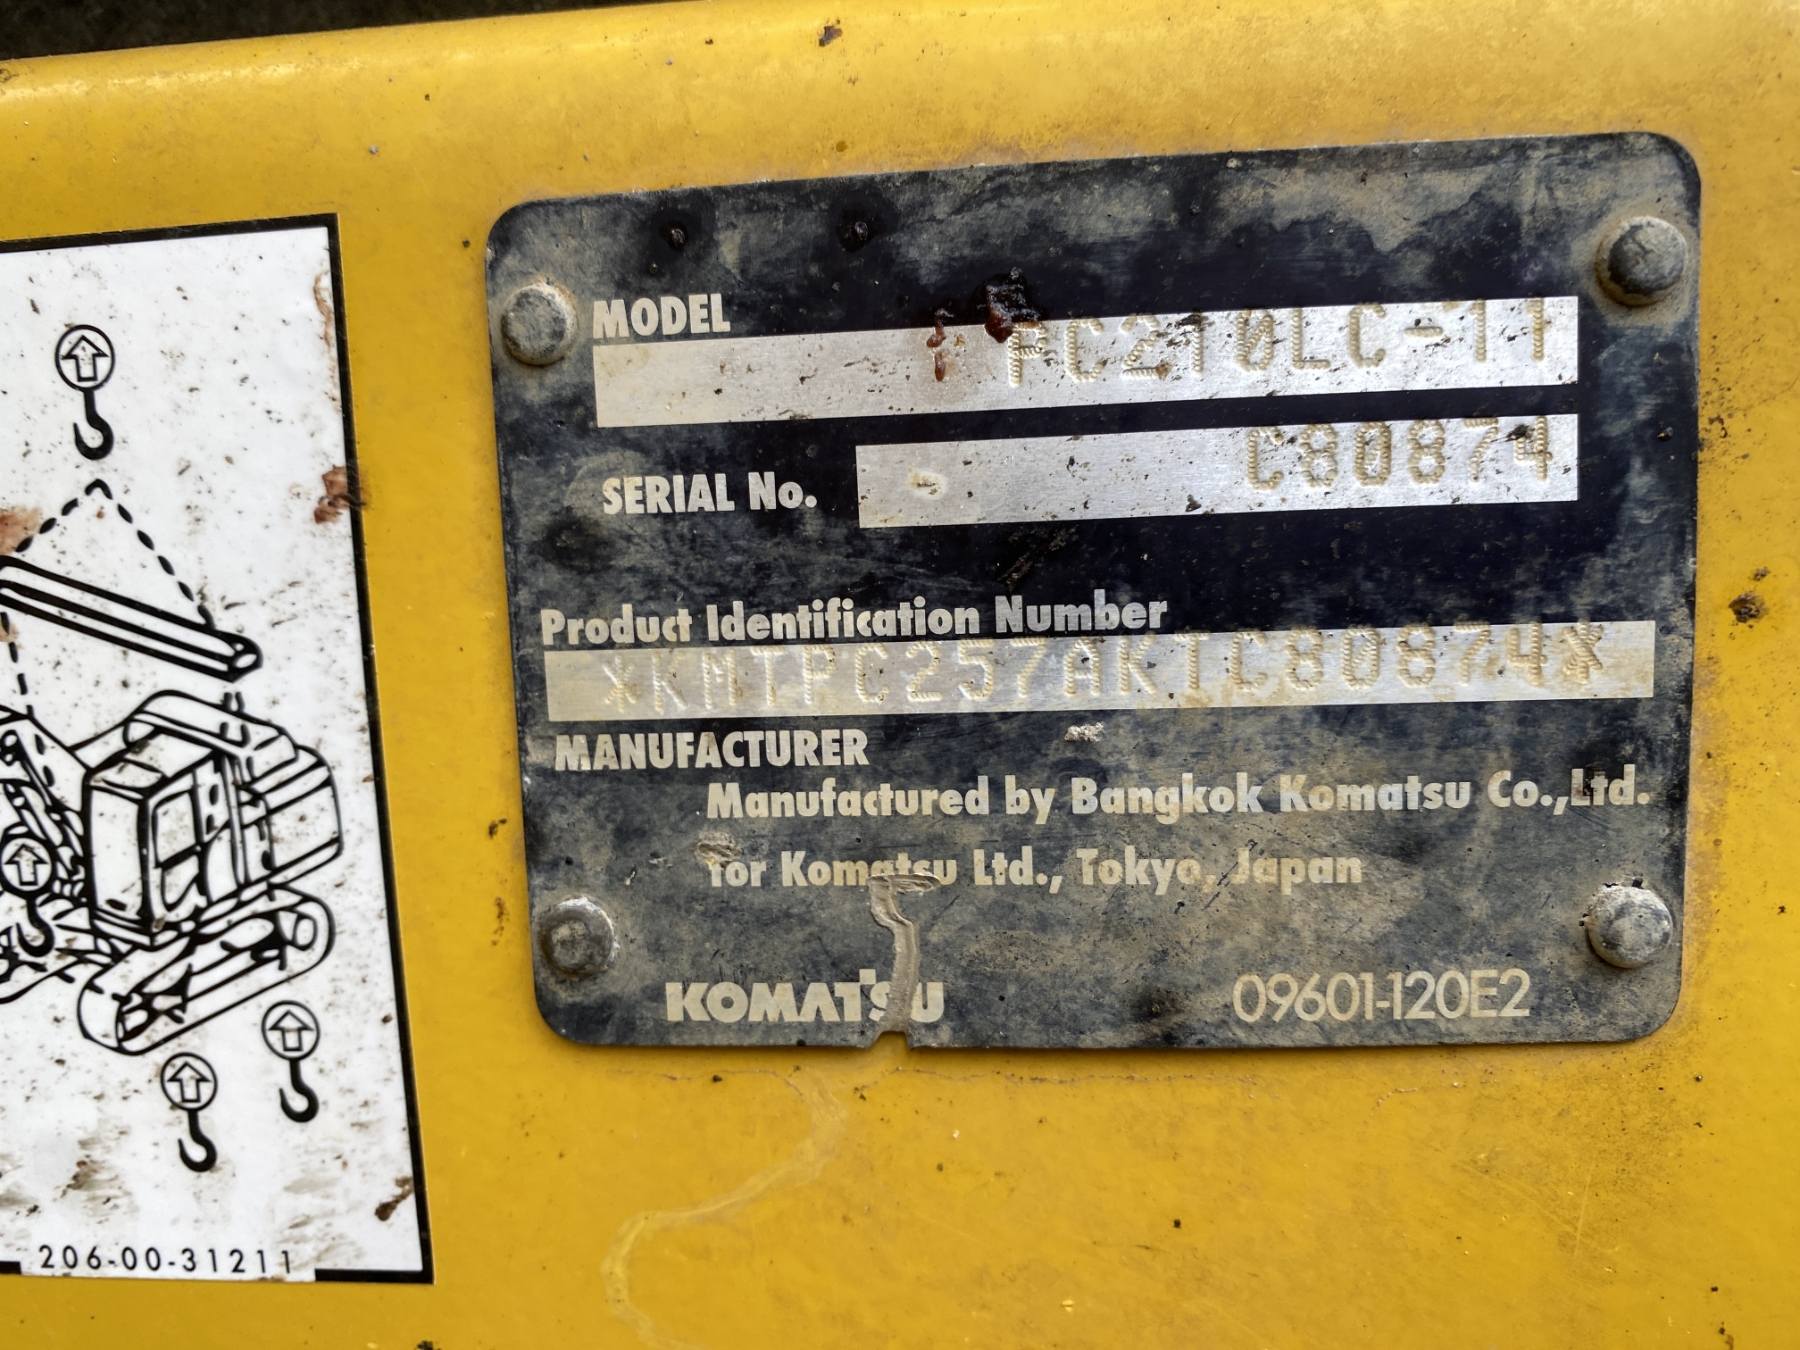 MODEL
PC210LC-11
SERIAL No.
C80874
Product Identification Number
*KMTPC257AKTC80874*
MANUFACTURER
Manufactured by Bangkok Komatsu Co.,Ltd.
for Komatsu Ltd., Tokyo, Japan
KOMATSU
09601-120E2
206-00-31211